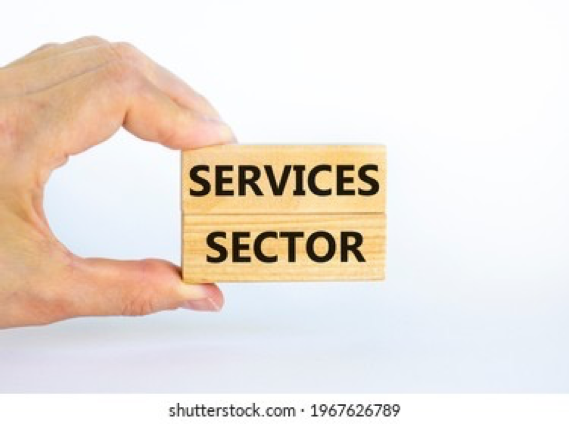 SERVICES
SECTOR
shutterstock.com · 1967626789